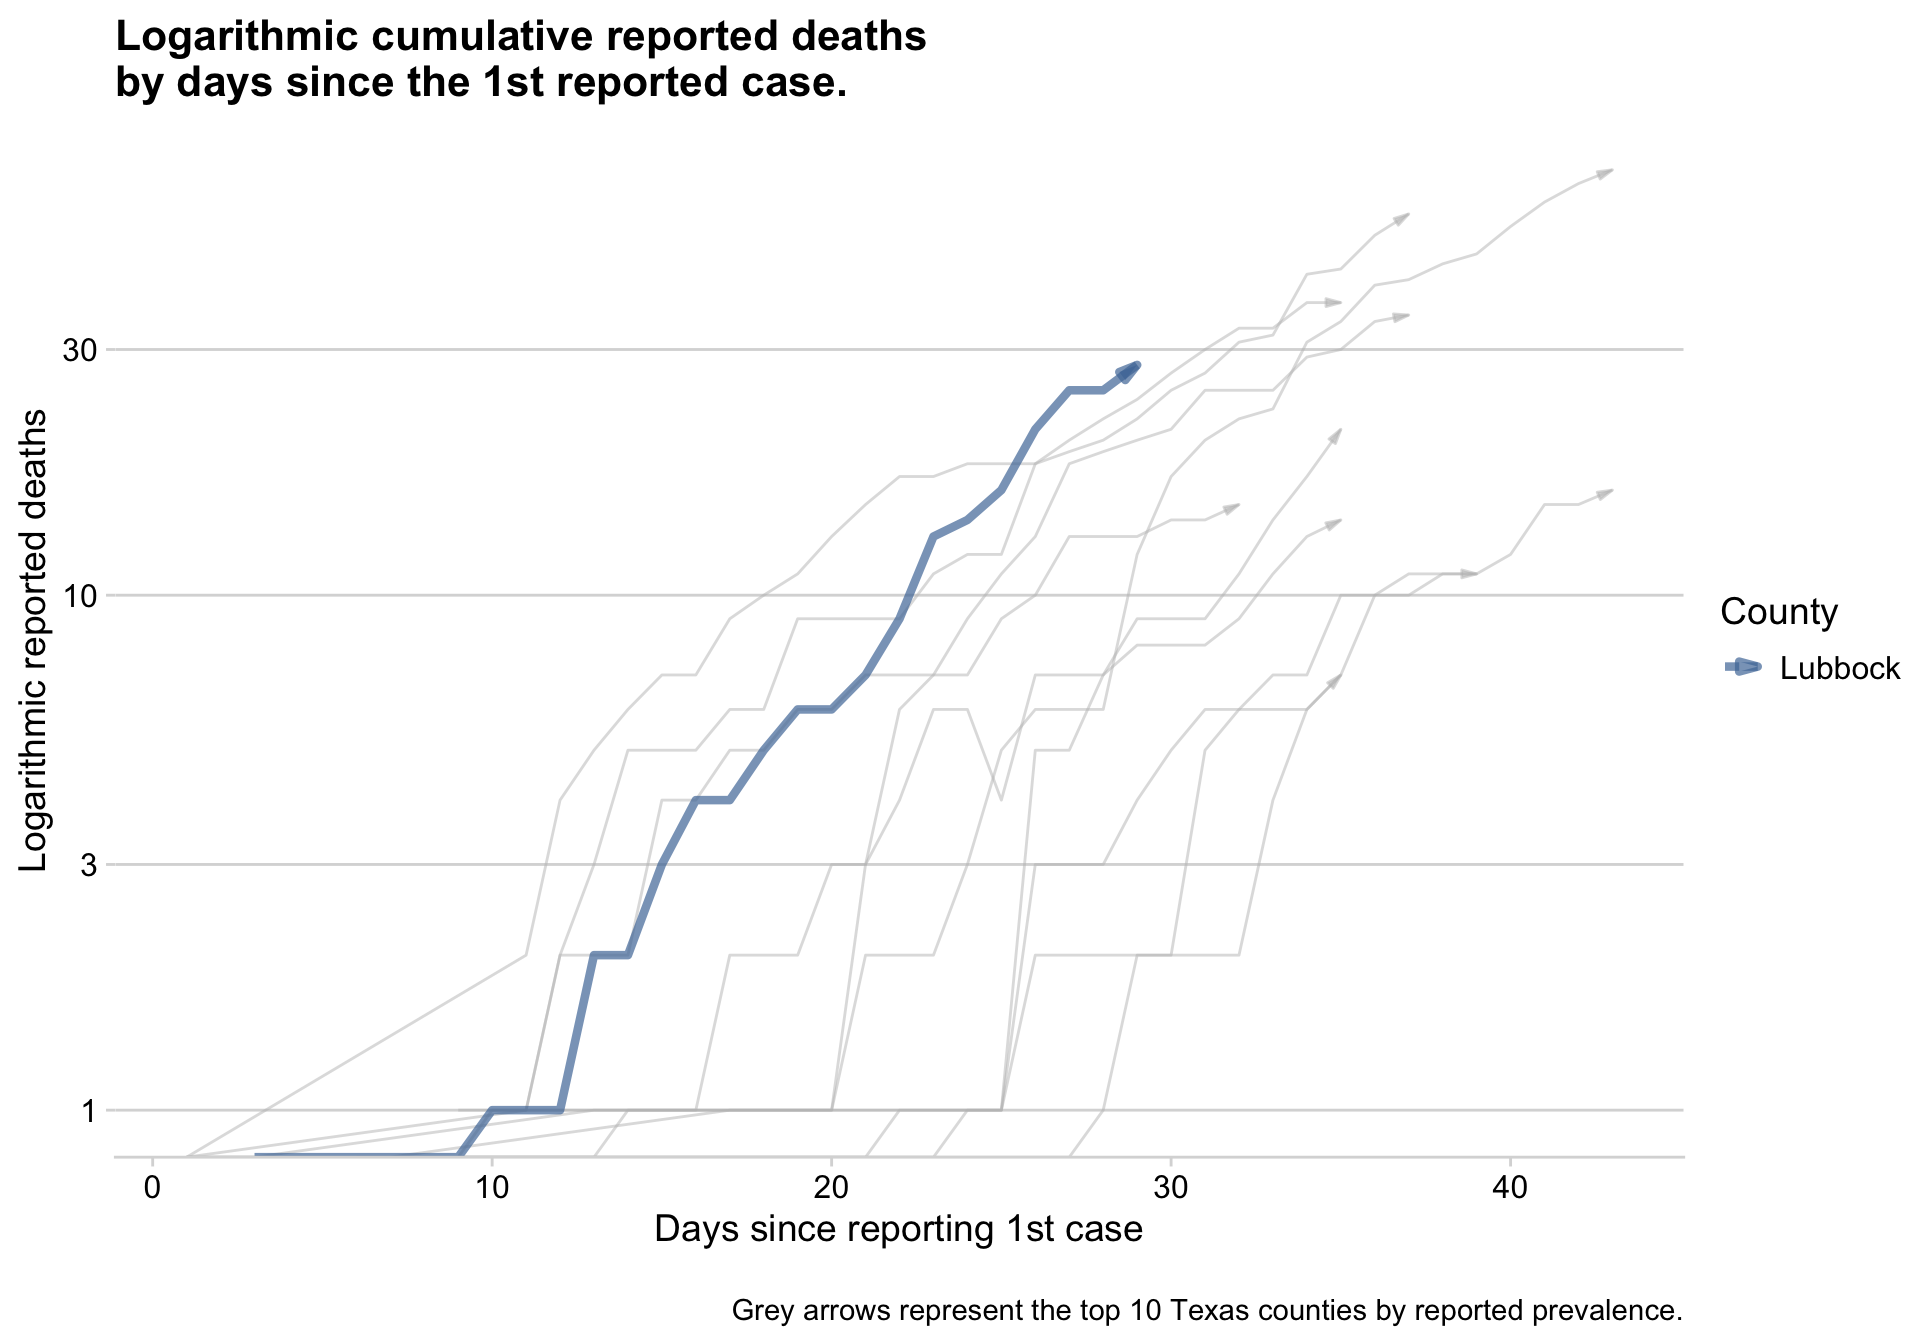 Logarithmic cumulative reported deaths
by days since the 1st reported case.
Logarithmic reported deaths
30
10
3
1
0 10 20 30 40
Days since reporting 1st case
County
Lubbock
Grey arrows represent the top 10 Texas counties by reported prevalence.